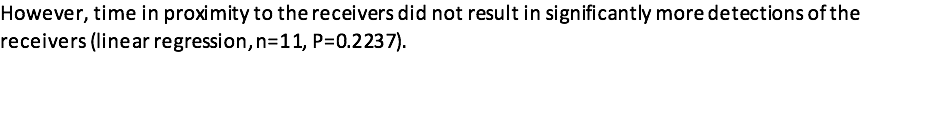 However, time in proximity to the receivers did not result in significantly more detections of the
receivers (linear regression, n=11, P=0.2237).